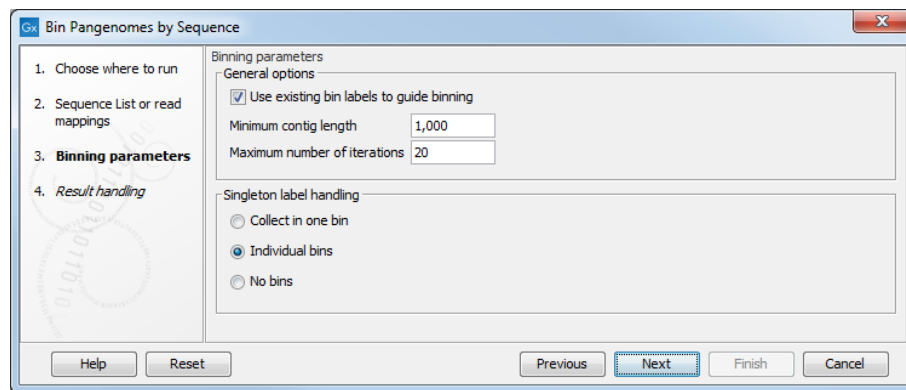 Gx Bin Pangenomes by Sequence
x
1. Choose where to run
2. Sequence List or read
mappings
3. Binning parameters
4. Result handling
Binning parameters
General options
Use existing bin labels to guide binning
Minimum contig length 1,000
Maximum number of iterations 20
Singleton label handling
Collect in one bin
Individual bins
No bins
Help Reset Previous Next Finish Cancel